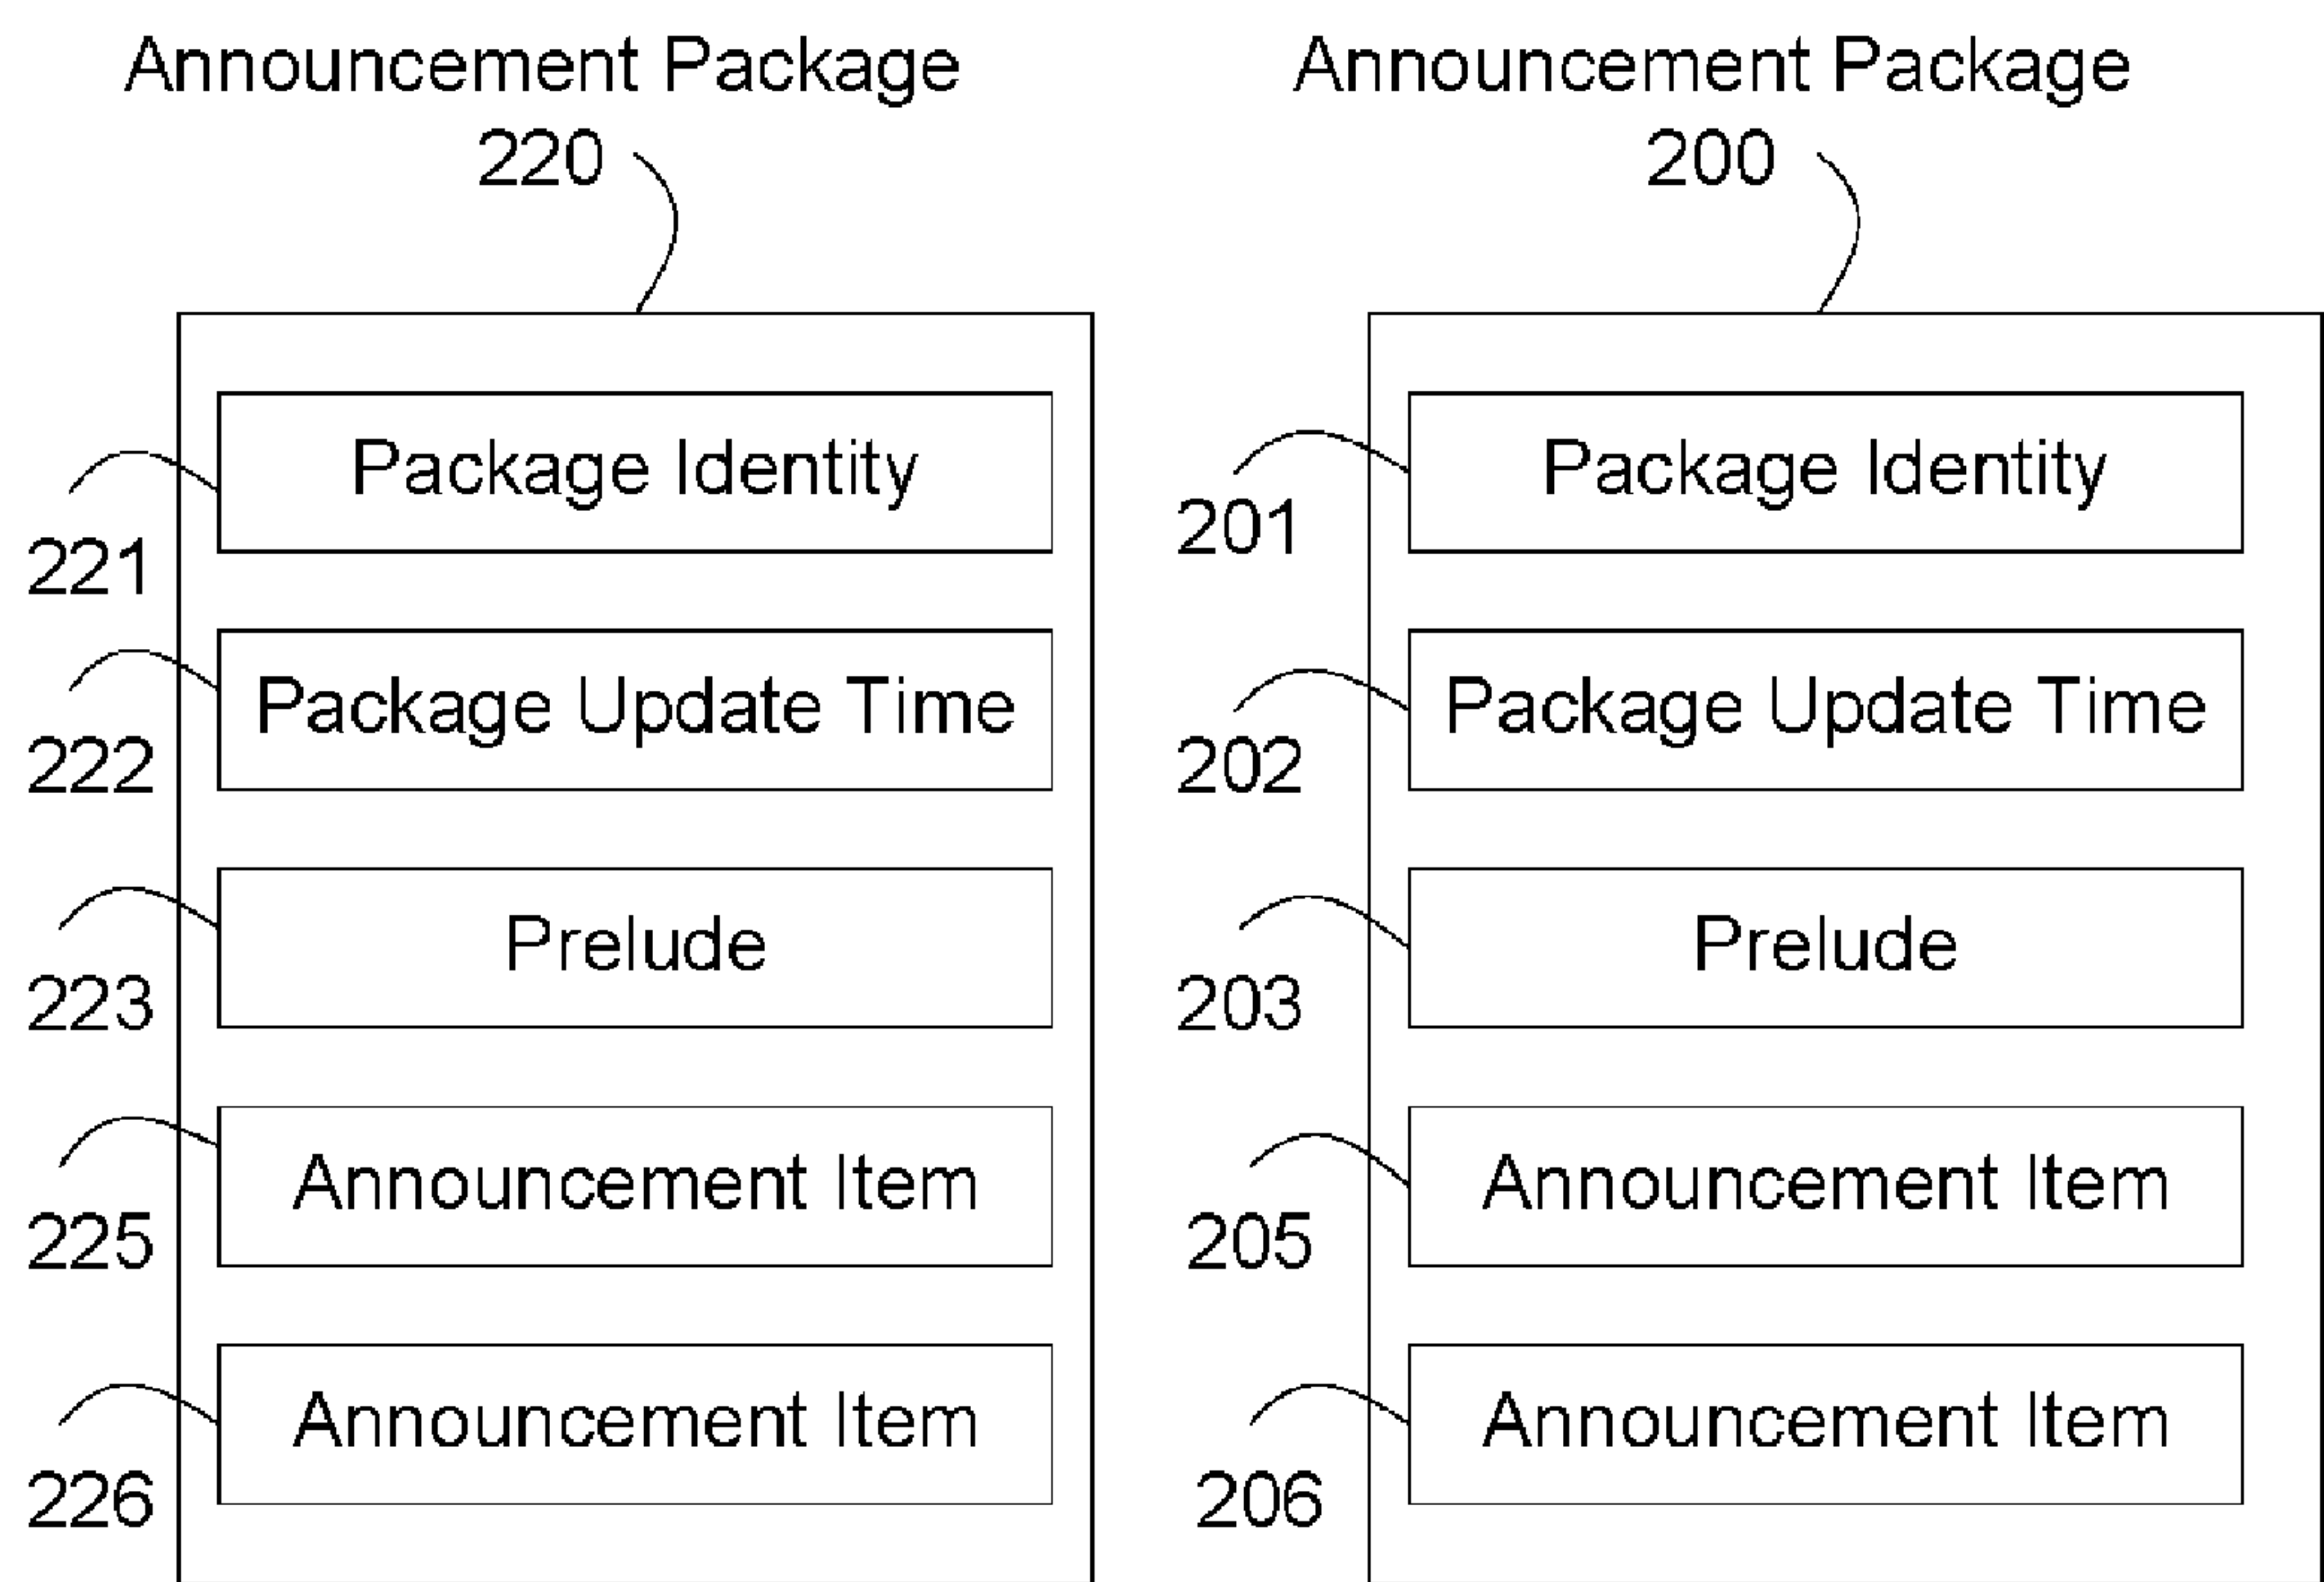 Announcement Package
220
Package Identity
221
Package Update Time
222
Prelude
223
Announcement Item
225
Announcement Item
226
Announcement Package
200
Package Identity
201
Package Update Time
202
Prelude
203
Announcement Item
205
Announcement Item
206